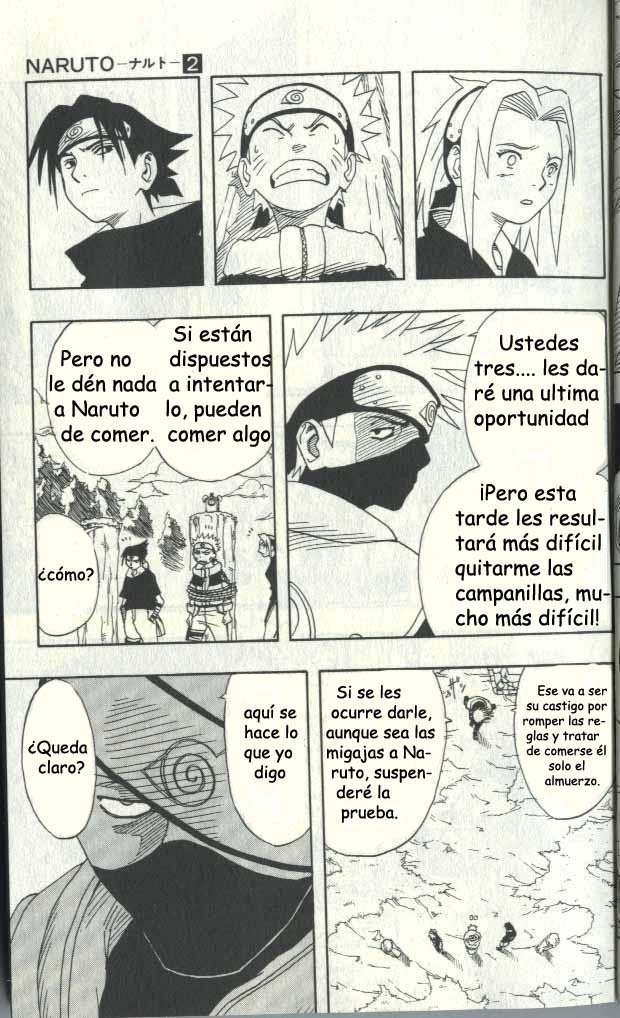 NARUTO —ナルト— 2
Ustedes
tres.... les da-
ré una ultima
oportunidad
¡Pero esta
tarde les resul-
tará más difícil
quitarme las
campanillas, mu-
cho más difícil!
Si están
dispuestos
a intentar-
lo, pueden
comer algo
Pero no
le dén nada
a Naruto
de comer.
¿cómo?
Ese va a ser
su castigo por
romper las re-
glas y tratar
de comerse él
solo el
almuerzo.
Si se les
ocurre darle,
aunque sea las
migajas a Na-
ruto, suspen-
deré la
prueba.
aquí se
hace lo
que yo
digo
¿Queda
claro?